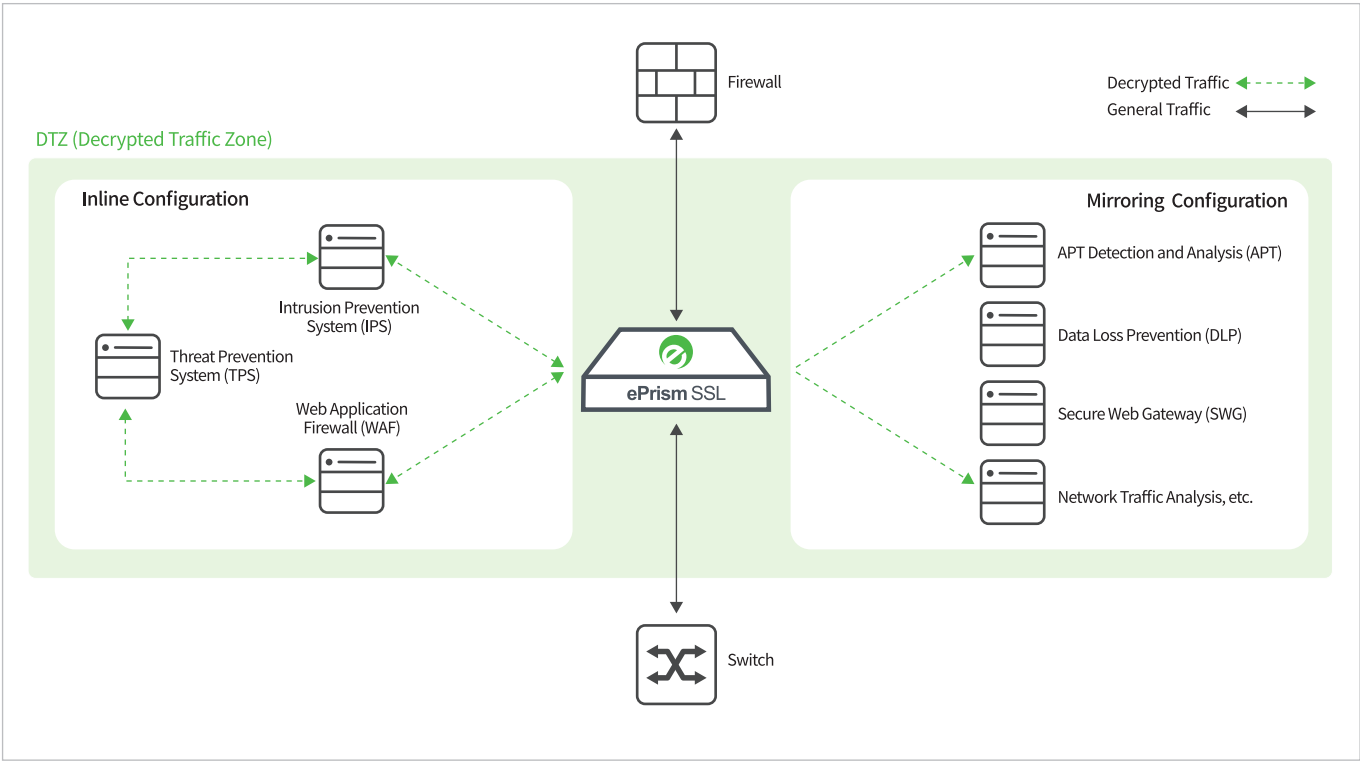 Firewall
Decrypted Traffic
General Traffic
DTZ (Decrypted Traffic Zone)
Inline Configuration
Intrusion Prevention
System (IPS)
Threat Prevention
System (TPS)
Web Application
Firewall (WAF)
e
ePrism SSL
Mirroring Configuration
APT Detection and Analysis (APT)
Data Loss Prevention (DLP)
Secure Web Gateway (SWG)
Network Traffic Analysis, etc.
Switch